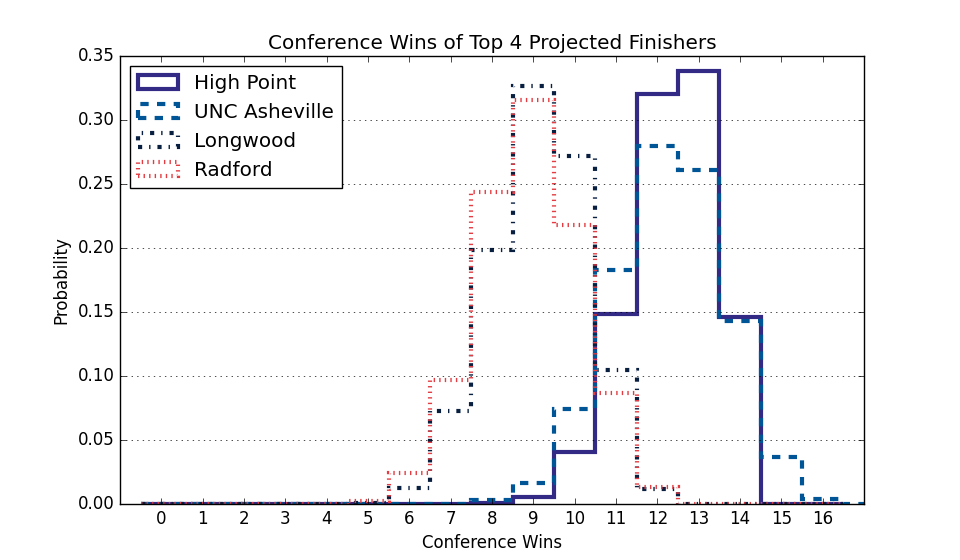 Conference Wins of Top 4 Projected Finishers
High Point
UNC Asheville
Longwood
Radford
0.35
0.30
0.25
0.20
0.15
0.10
0.05
0.00
Probability
0 1 2 3 4 5 6 7 8 9 10 11 12 13 14 15 16
Conference Wins